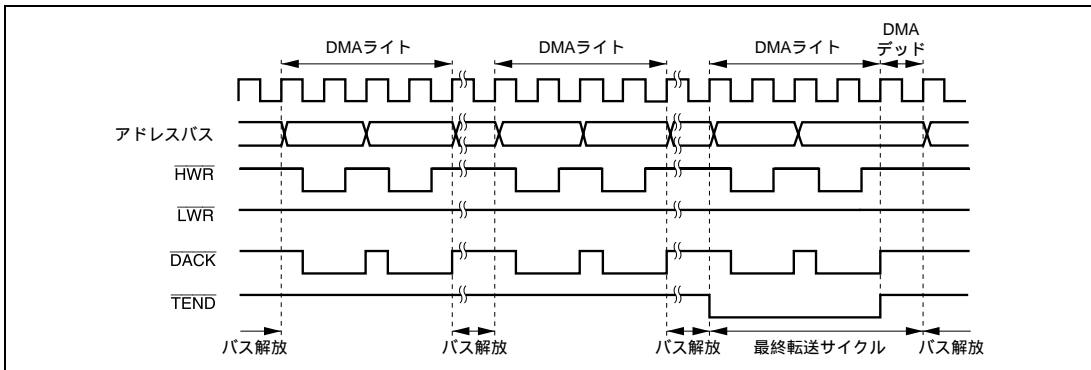 DMAライト
DMAライト
DMAライト
DMA
デッド
アドレスバス
HWR
LWR
DACK
TEND
バス解放
バス解放
バス解放
最終転送サイクル
バス解放